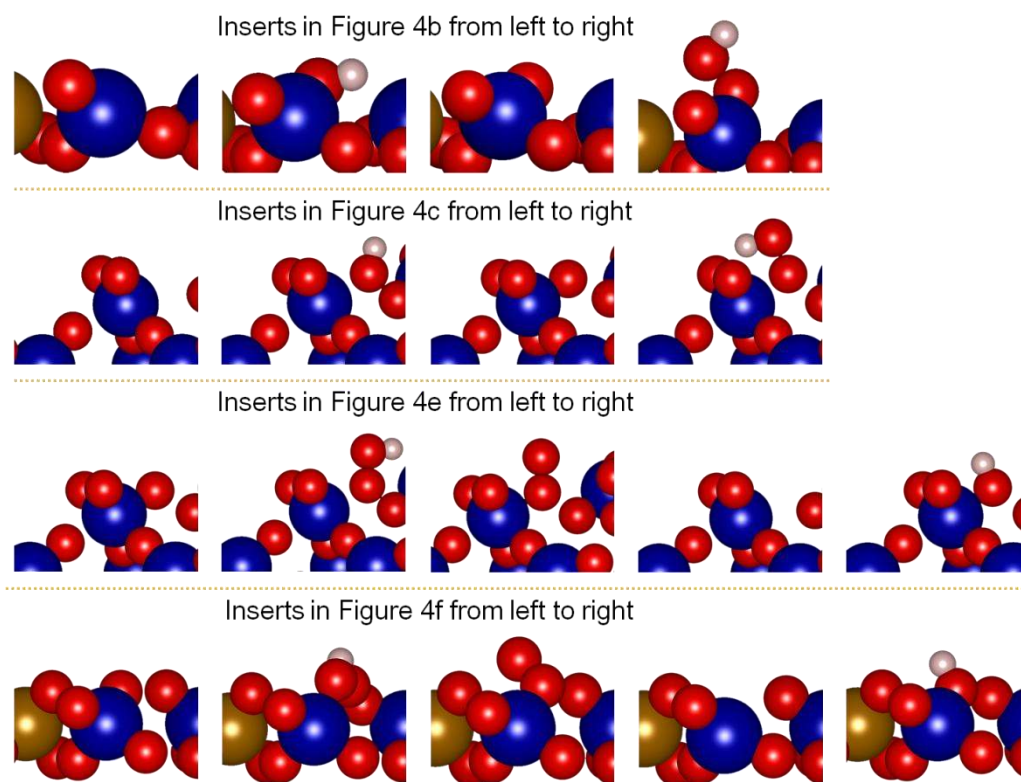 Inserts in Figure 4b from left to right
Inserts in Figure 4c from left to right
Inserts in Figure 4e from left to right
Inserts in Figure 4f from left to right